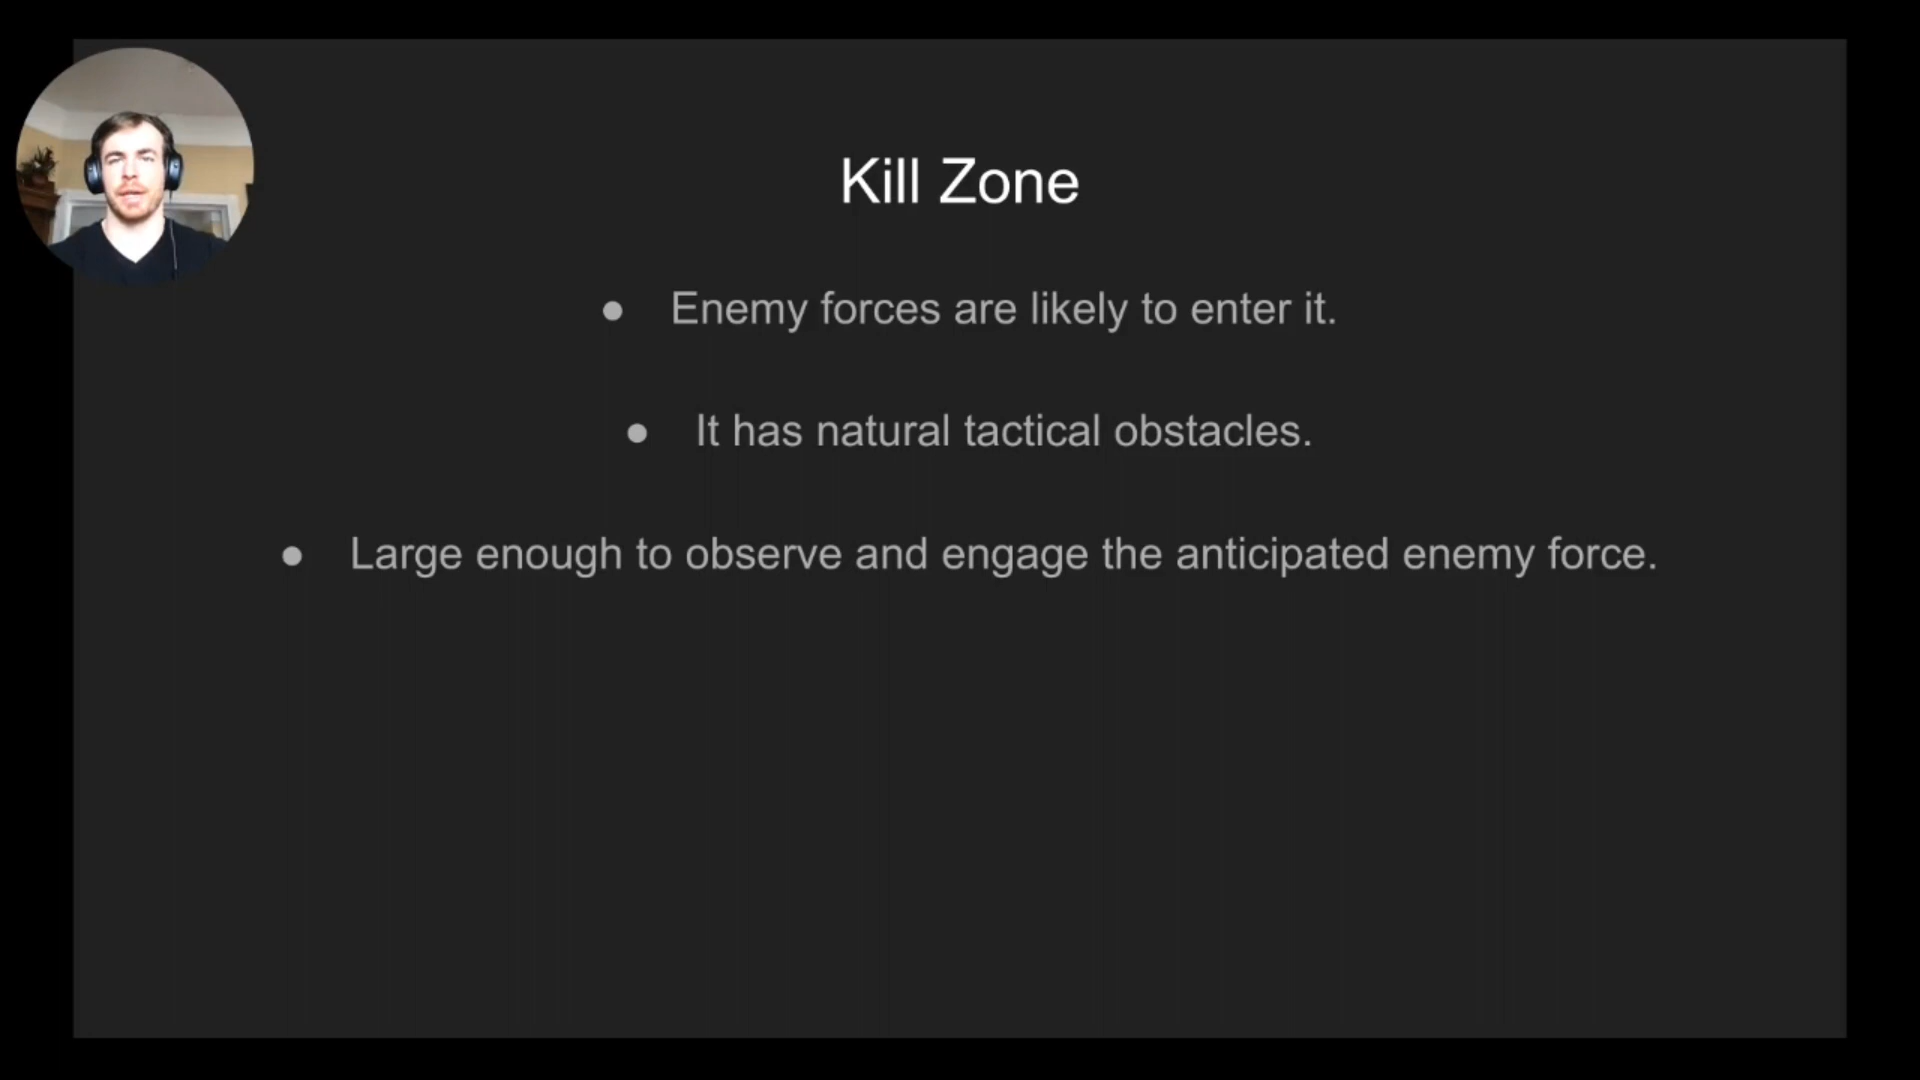 Kill Zone
● Enemy forces are likely to enter it.
● It has natural tactical obstacles.
● Large enough to observe and engage the anticipated enemy force.